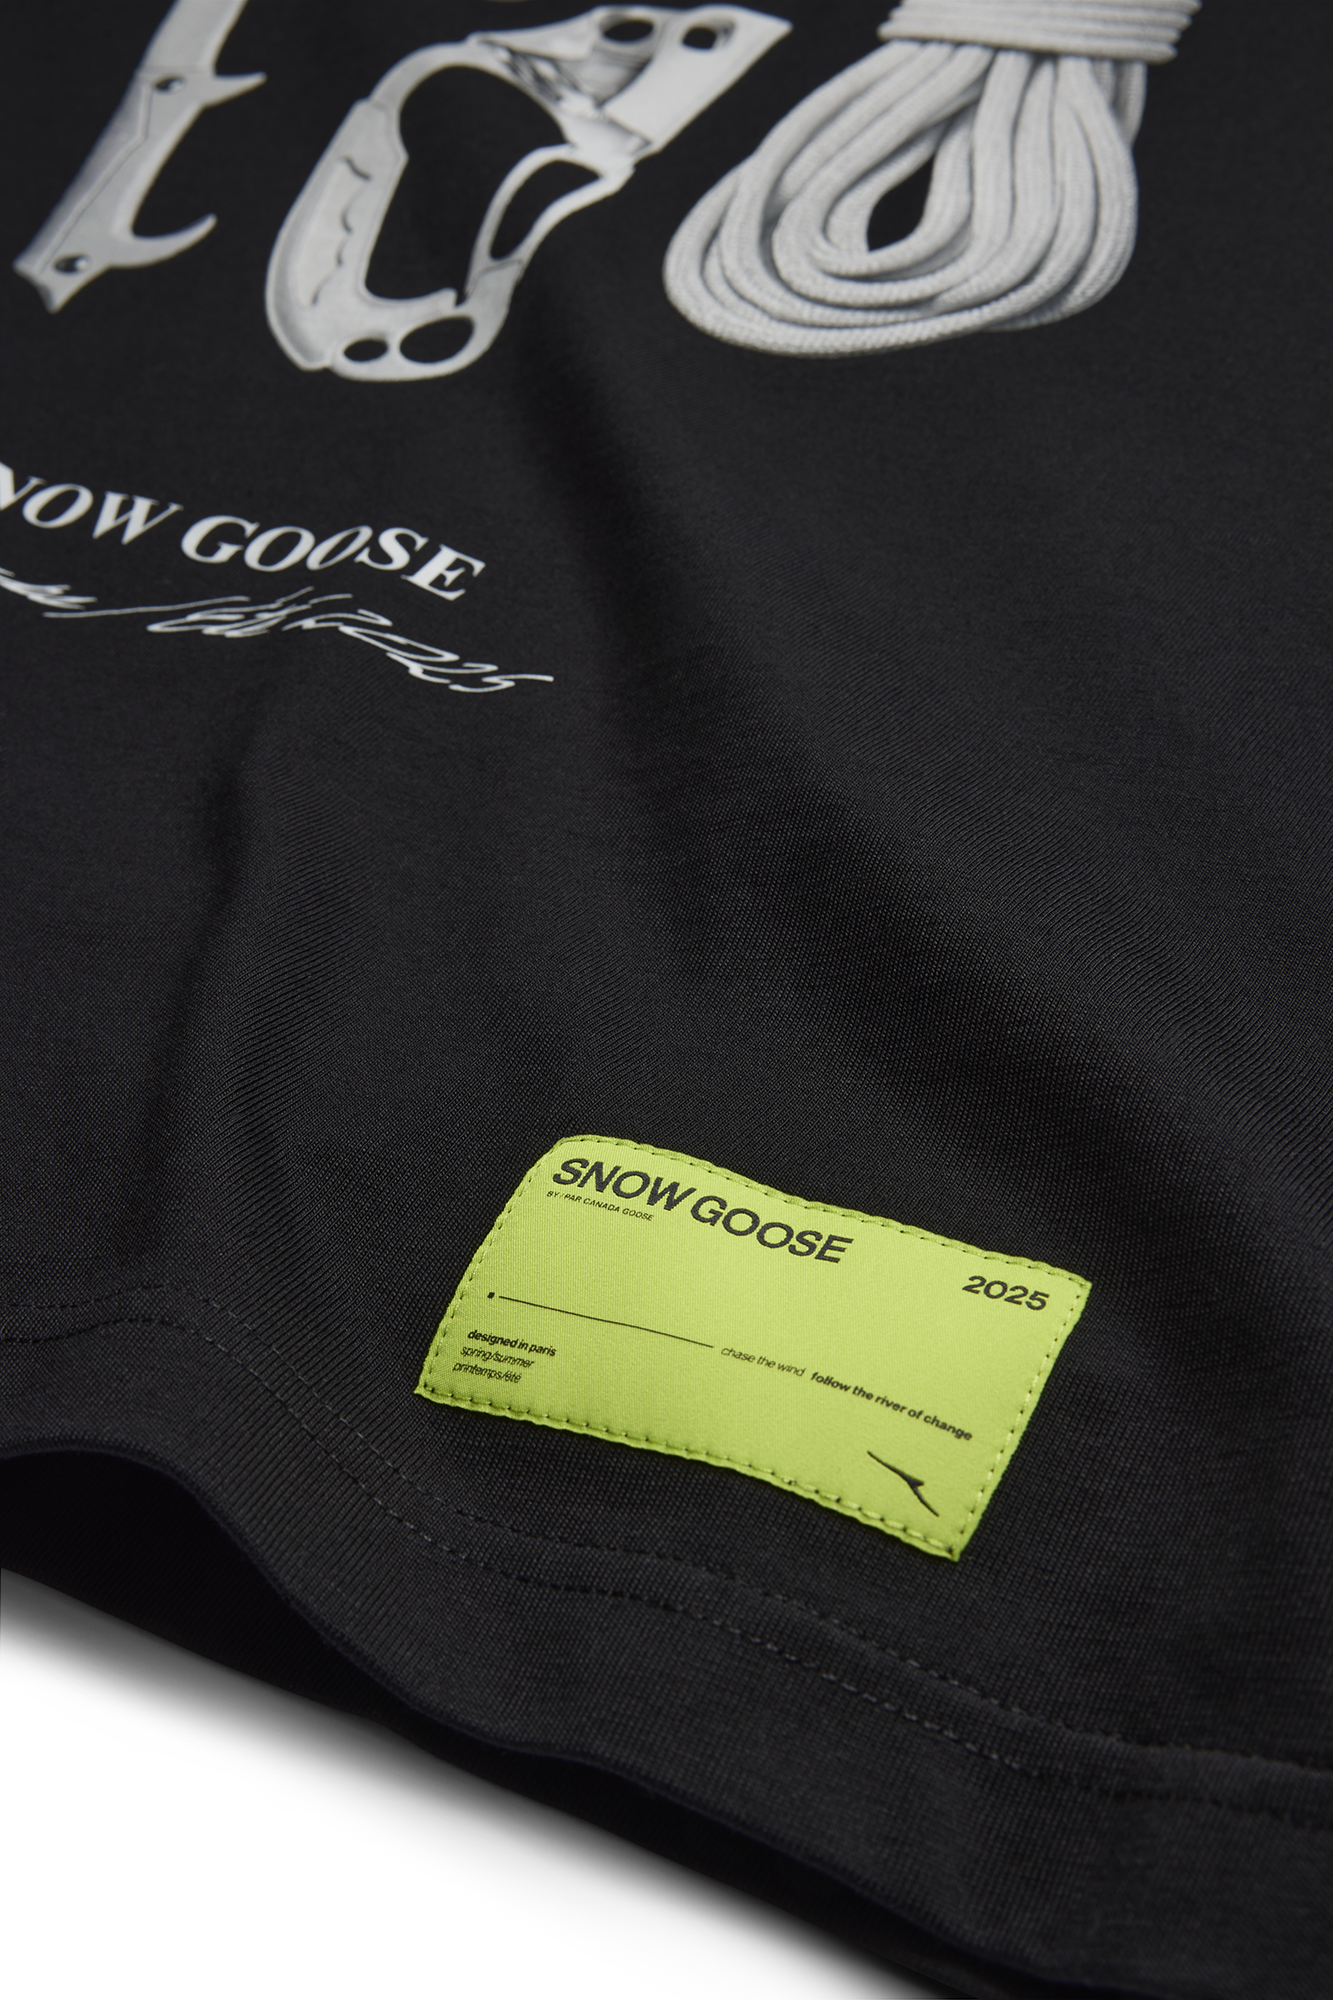 NOW GOOSE
SNOW GOOSE
BY/PAR CANADA GOOSE
2025
chase the wind follow the river of change
designed in paris
spring/summer
printemps/été